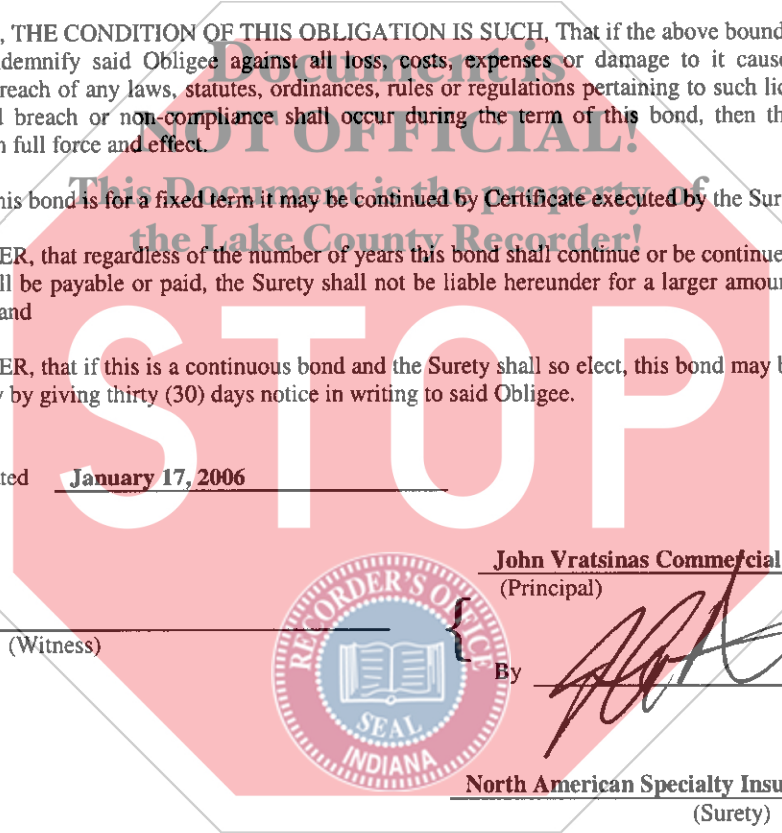 , THE CONDITION OF THIS OBLIGATION IS SUCH, That if the above bound
demnify said Obligee against all loss, costs, expenses or damage to it cause
Document is
reach of any laws, statutes, ordinances, rules or regulations pertaining to such lic
d breach or non-compliance shall occur during the term of this bond, then th
NOT OFFICIAL!
n full force and effect.
his bond is for a fixed term it may be continued by Certificate executed by the Sur
This Document is the property of
the Lake County Recorder!
ER, that regardless of the number of years this bond shall continue or be continue
ll be payable or paid, the Surety shall not be liable hereunder for a larger amour
and
ER, that if this is a continuous bond and the Surety shall so elect, this bond may b
y by giving thirty (30) days notice in writing to said Obligee.
STOP
ted January 17, 2006
John Vratsinas Commercial
(Principal)
(Witness)
By
RECORDER'S OFFICE
SEAL
INDIANA
North American Specialty Insu
(Surety)